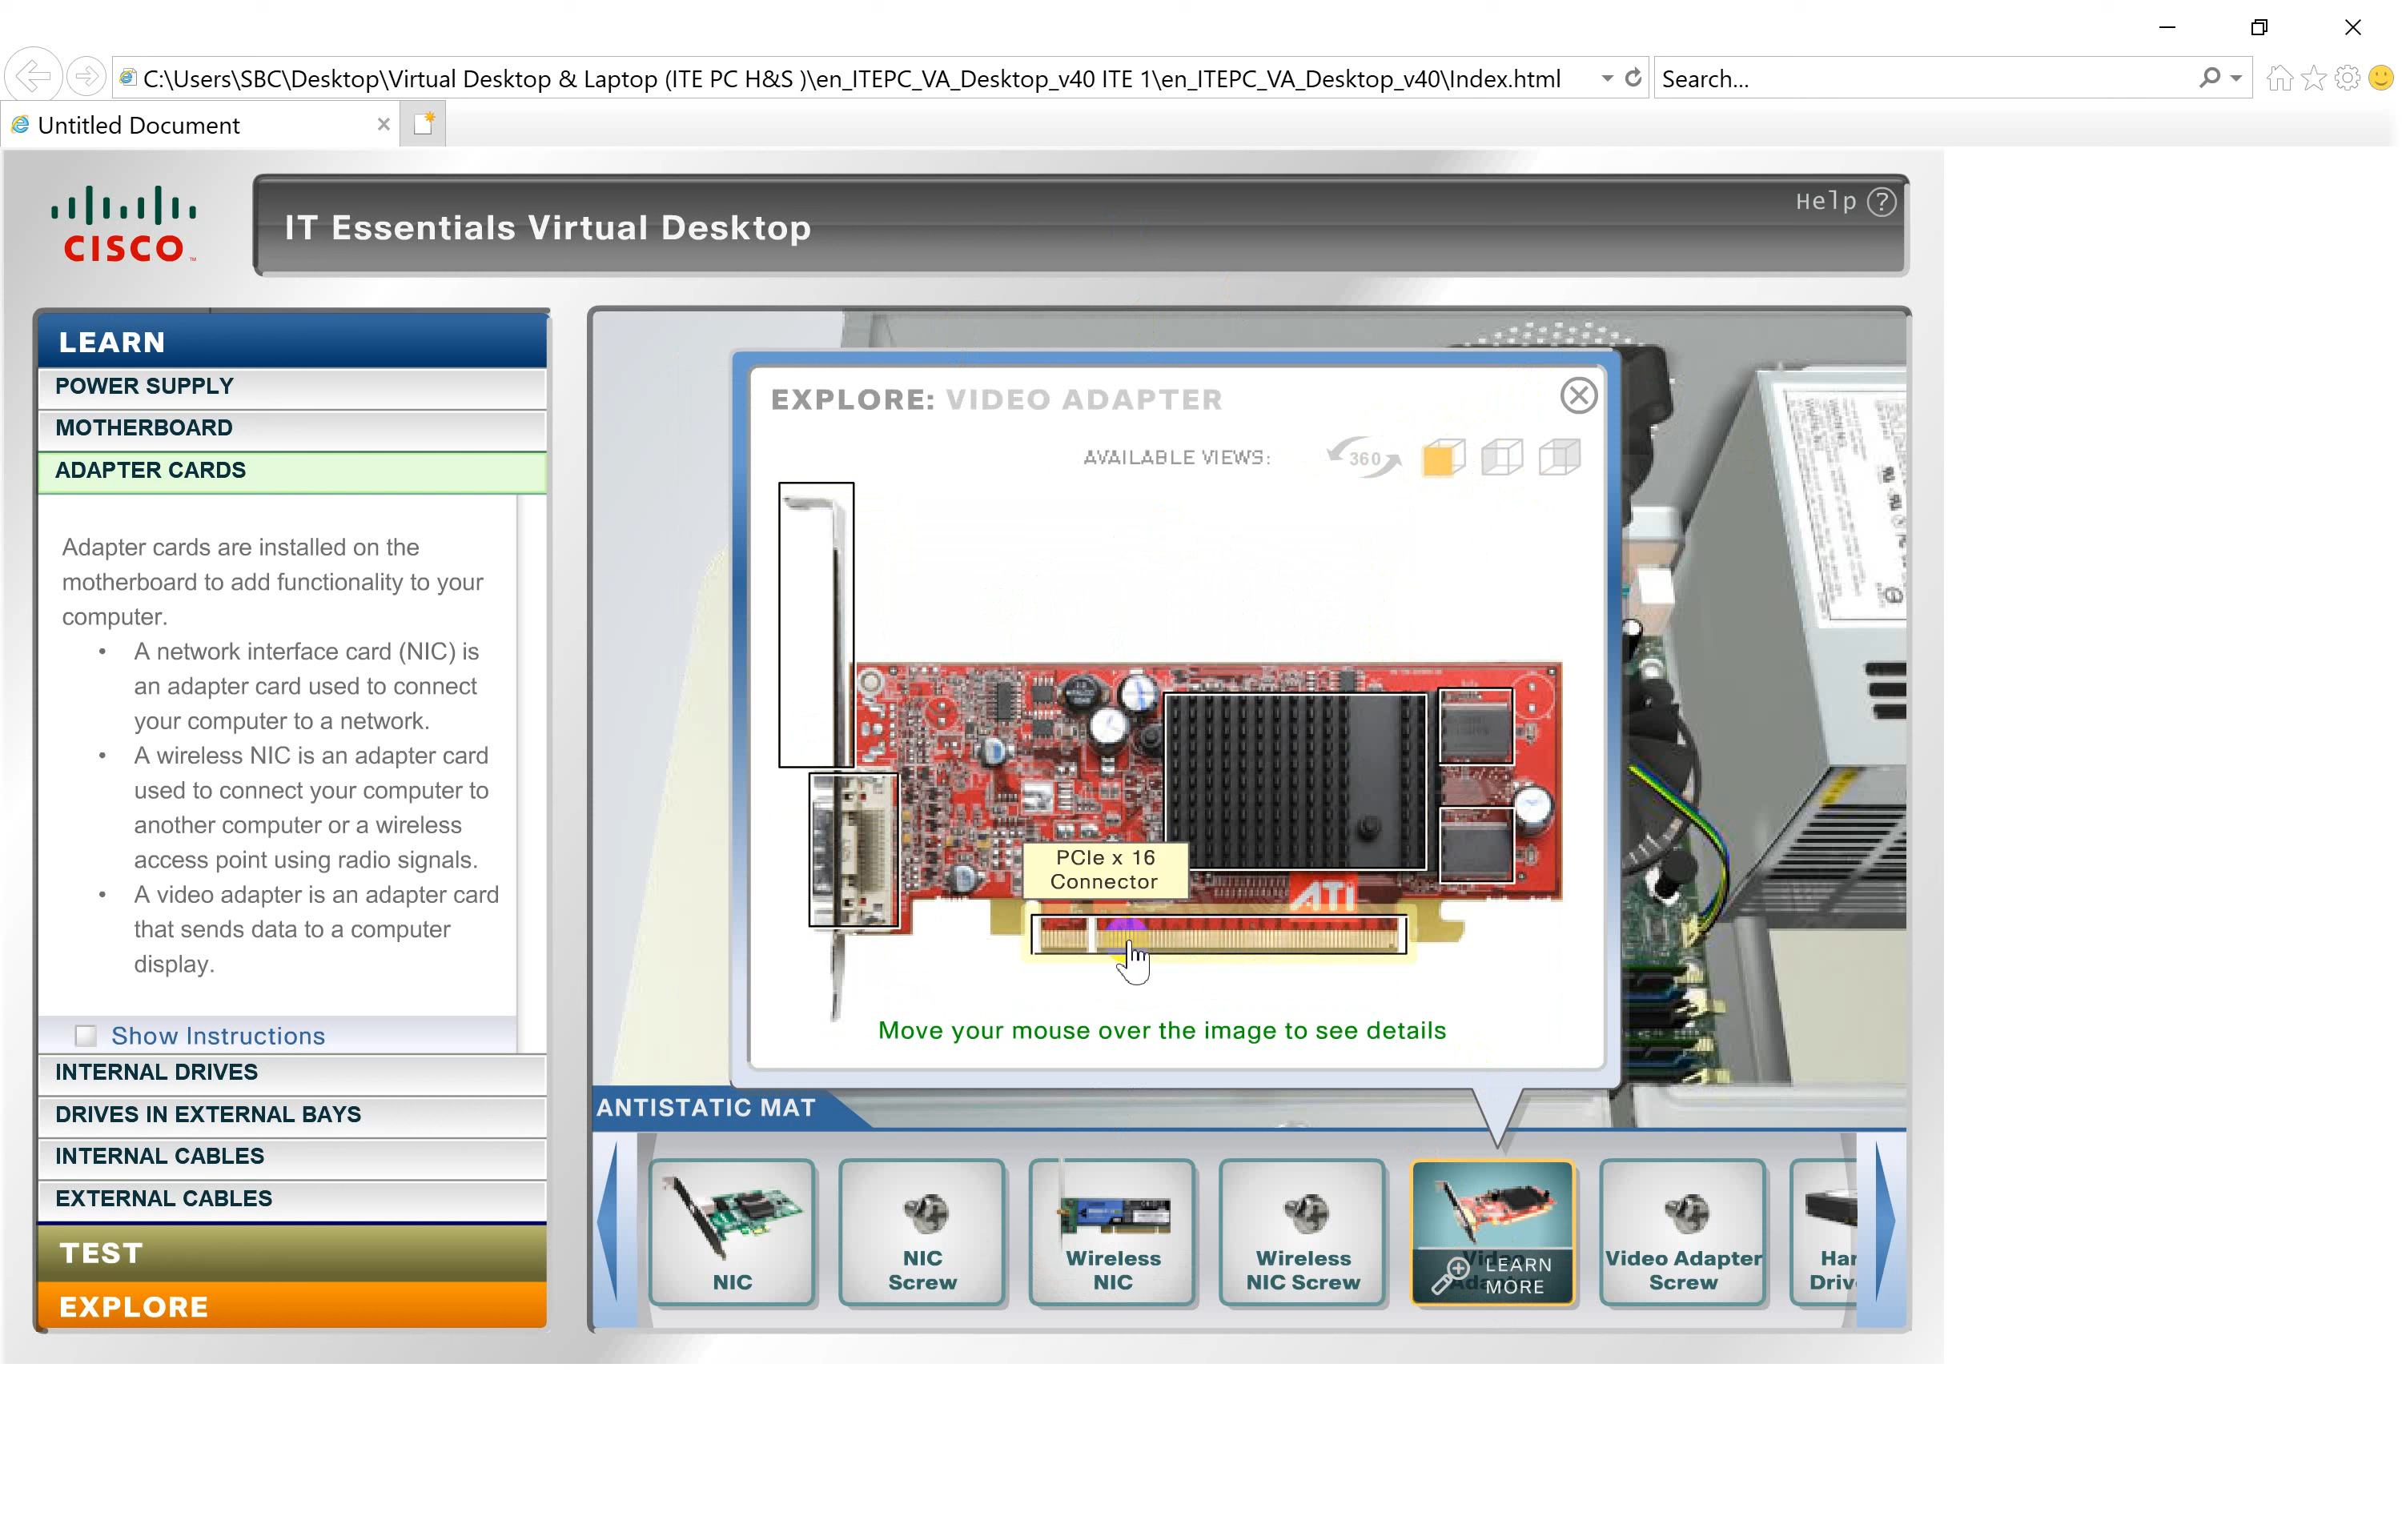 C:\Users\SBC\Desktop\Virtual Desktop & Laptop (ITE PC H&S )\en_ITEPC_VA_Desktop_v40 ITE 1\en_ITEPC_VA_Desktop_v40\Index.html
Search...
Untitled Document
CISCO
IT Essentials Virtual Desktop
Help ?
LEARN
POWER SUPPLY
MOTHERBOARD
ADAPTER CARDS
Adapter cards are installed on the
motherboard to add functionality to your
computer.
• A network interface card (NIC) is
an adapter card used to connect
your computer to a network.
• A wireless NIC is an adapter card
used to connect your computer to
another computer or a wireless
access point using radio signals.
• A video adapter is an adapter card
that sends data to a computer
display.
Show Instructions
INTERNAL DRIVES
DRIVES IN EXTERNAL BAYS
INTERNAL CABLES
EXTERNAL CABLES
TEST
EXPLORE
EXPLORE: VIDEO ADAPTER
AVAILABLE VIEWS:
360
PCIe x 16
Connector
ATI
Move your mouse over the image to see details
ANTISTATIC MAT
NIC
NIC
Screw
Wireless
NIC
Wireless
NIC Screw
Video
LEARN
MORE
Video Adapter
Screw
Har
Driv